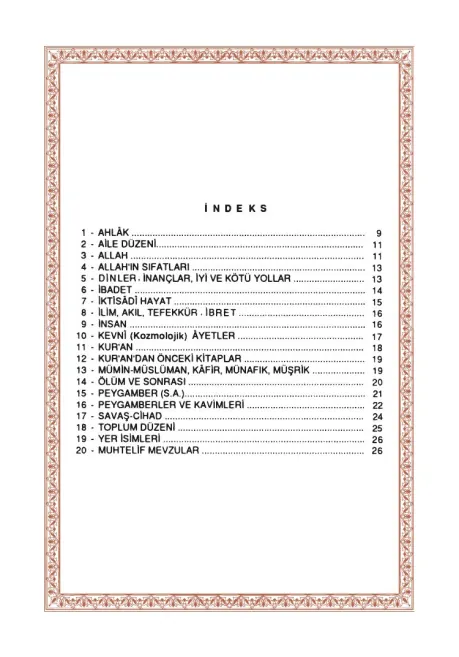 İ N D E K S
1 - AHLÂK ........................................................................... 9
2 - AİLE DÜZENİ................................................................... 11
3 - ALLAH ........................................................................... 11
4 - ALLAH'IN SIFATLARI ....................................................... 13
5 - DİNLER - İNANÇLAR, İYİ VE KÖTÜ YOLLAR ....................... 13
6 - İBADET .......................................................................... 14
7 - İKTİSÂDÎ HAYAT ............................................................. 15
8 - İLİM, AKIL, TEFEKKÜR - İBRET ........................................ 16
9 - İNSAN ............................................................................ 16
10 - KEVNÎ (Kozmolojik) ÂYETLER ........................................ 17
11 - KUR'AN ......................................................................... 18
12 - KUR'AN'DAN ÖNCEKİ KİTAPLAR ...................................... 19
13 - MÜMİN-MÜSLÜMAN, KÂFİR, MÜNAFIK, MÜŞRİK ................. 19
14 - ÖLÜM VE SONRASI ........................................................ 20
15 - PEYGAMBER (S.A.).......................................................... 21
16 - PEYGAMBERLER VE KAVİMLERİ ...................................... 22
17 - SAVAŞ-CİHAD ................................................................ 24
18 - TOPLUM DÜZENİ ............................................................ 25
19 - YER İSİMLERİ ................................................................. 26
20 - MUHTELİF MEVZULAR .................................................... 26